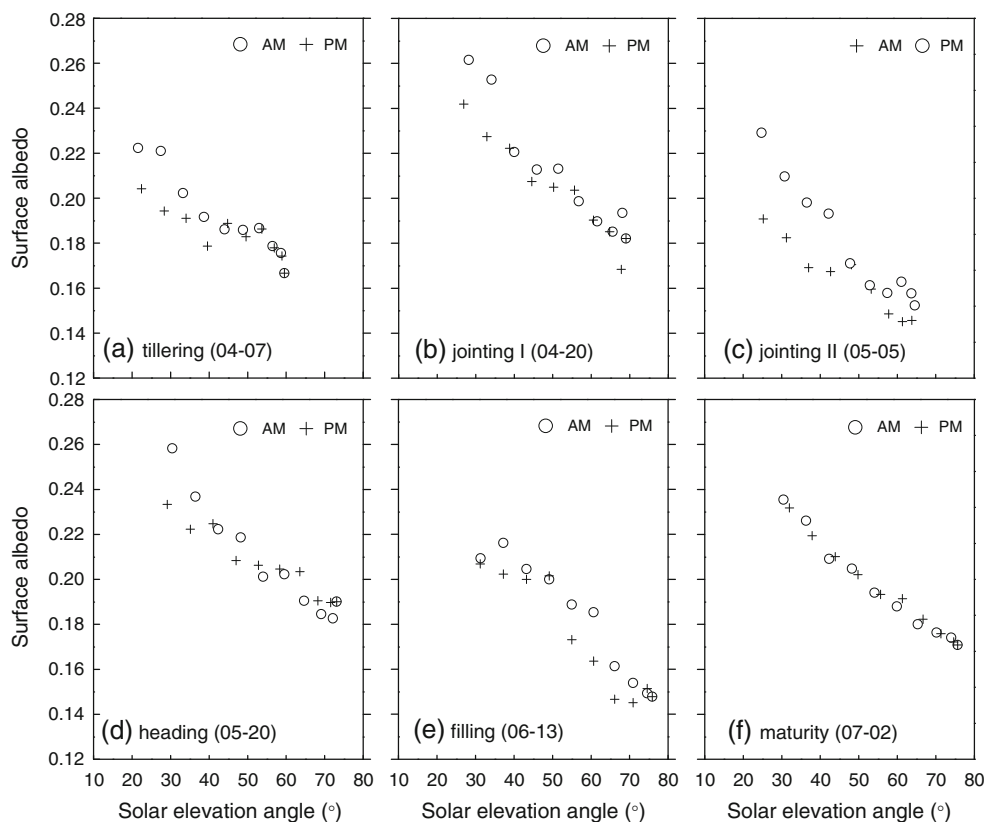 0.28
0.26
0.24
0.22
0.20
0.18
0.16
0.14
0.12
Surface albedo
AM PM
(a) tillering (04-07)
AM PM
(b) jointing I (04-20)
AM PM
(c) jointing II (05-05)
0.28
0.26
0.24
0.22
0.20
0.18
0.16
0.14
0.12
Surface albedo
AM PM
(d) heading (05-20)
AM PM
(e) filling (06-13)
AM PM
(f) maturity (07-02)
10 20 30 40 50 60 70 80
10 20 30 40 50 60 70 80
10 20 30 40 50 60 70 80
Solar elevation angle (°)
Solar elevation angle (°)
Solar elevation angle (°)